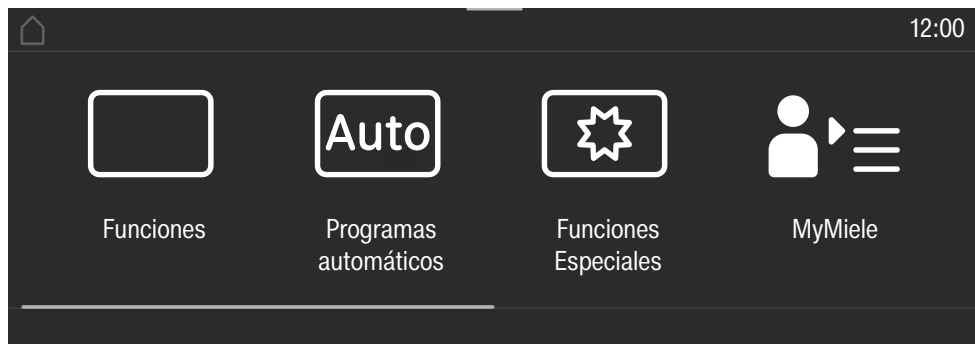 12:00
Auto
Funciones
Programas
automáticos
Funciones
Especiales
MyMiele